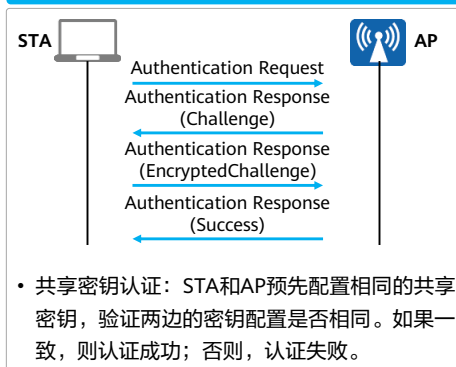 STA
AP
Authentication Request
Authentication Response
(Challenge)
Authentication Response
(EncryptedChallenge)
Authentication Response
(Success)
• 共享密钥认证：STA和AP预先配置相同的共享
密钥，验证两边的密钥配置是否相同。如果一
致，则认证成功；否则，认证失败。